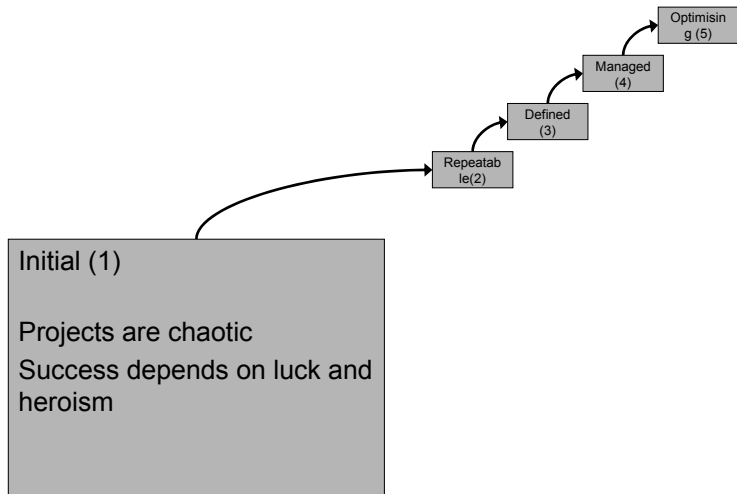 Optimisin
g (5)
Managed
(4)
Defined
(3)
Repeatab
le(2)
Initial (1)
Projects are chaotic
Success depends on luck and
heroism